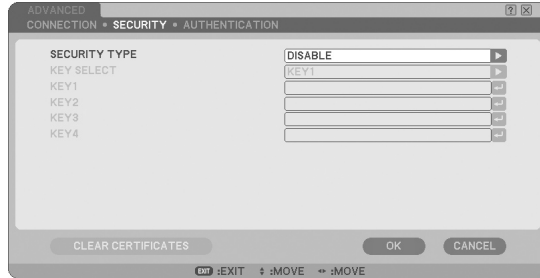 ADVANCED
CONNECTION • SECURITY • AUTHENTICATION
SECURITY TYPE DISABLE
KEY SELECT KEY1
KEY1
KEY2
KEY3
KEY4
CLEAR CERTIFICATES OK CANCEL
EXIT :EXIT :MOVE :MOVE